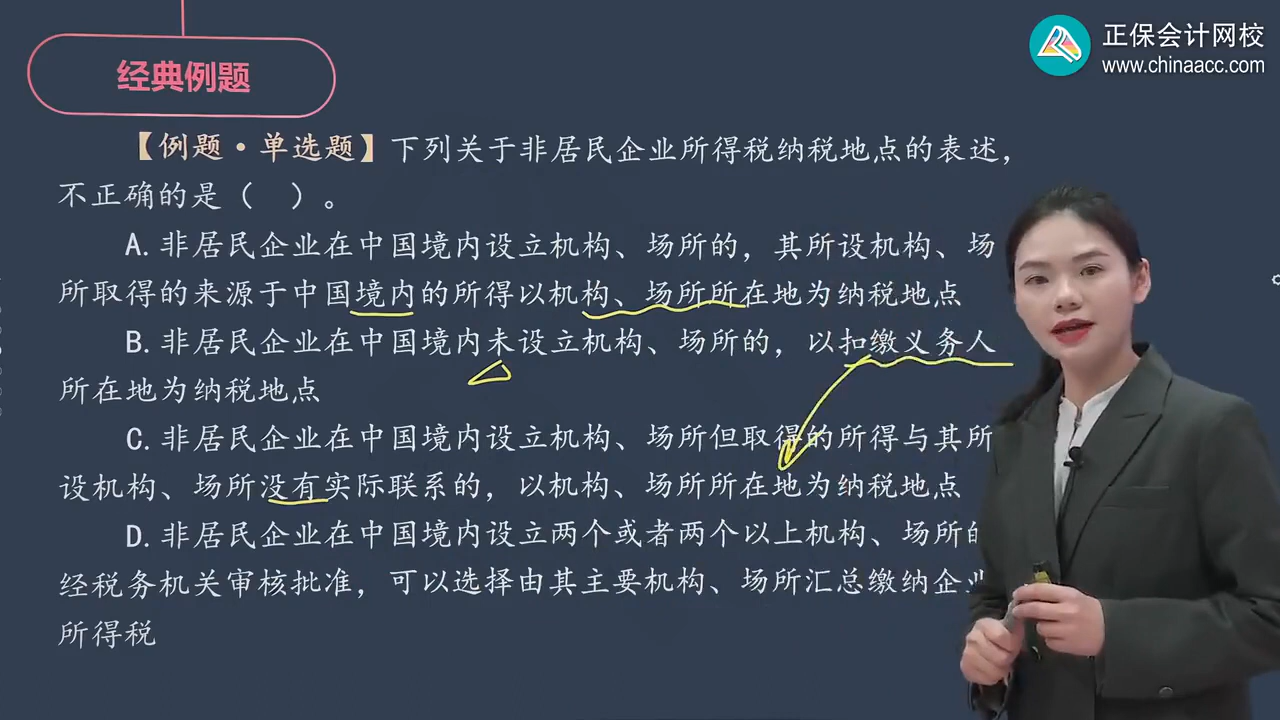 正保会计网校
www.chinaacc.com
经典例题
【例题·单选题】下列关于非居民企业所得税纳税地点的表述，
不正确的是（ ）。
A.非居民企业在中国境内设立机构、场所的，其所设机构、场
所取得的来源于中国境内的所得以机构、场所所在地为纳税地点
B.非居民企业在中国境内未设立机构、场所的，以扣缴义务人
所在地为纳税地点
C.非居民企业在中国境内设立机构、场所但取得的所得与其所
设机构、场所没有实际联系的，以机构、场所所在地为纳税地点
D.非居民企业在中国境内设立两个或者两个以上机构、场所的
经税务机关审核批准，可以选择由其主要机构、场所汇总缴纳企业
所得税